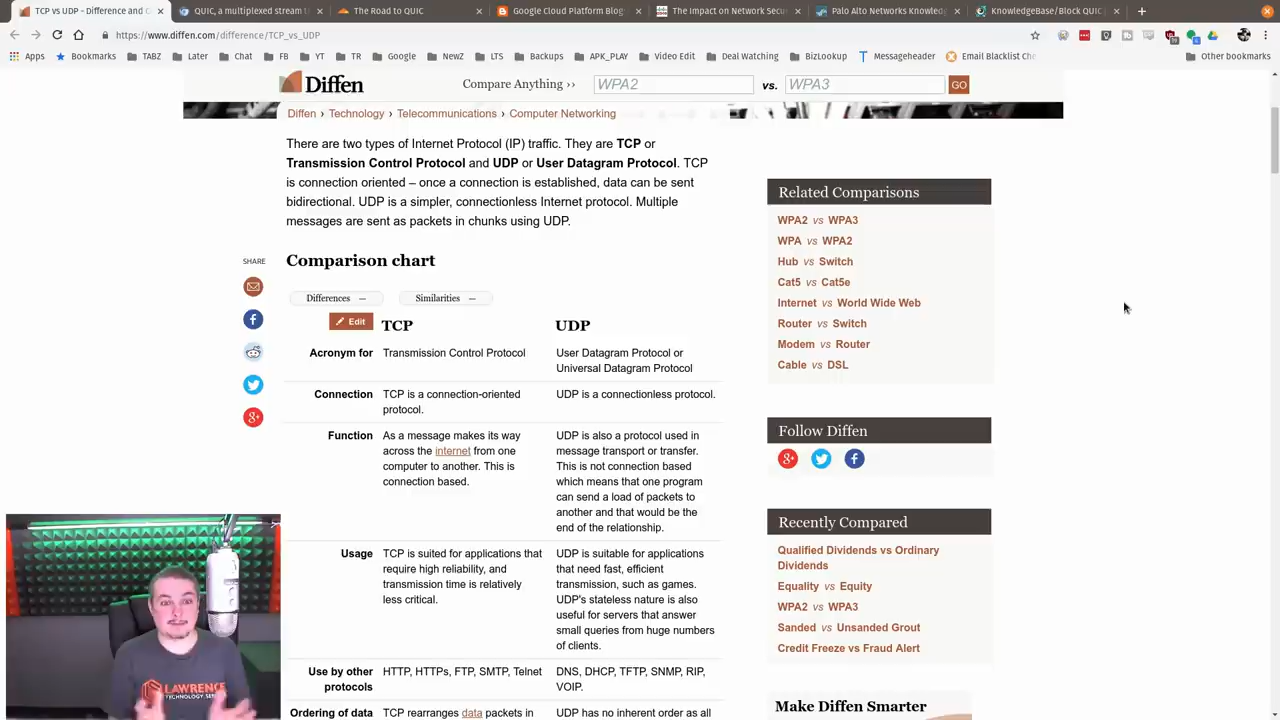 TCP vs UDP - Difference and C
QUIC, a multiplexed stream t
The Road to QUIC
Google Cloud Platform Blog:
The Impact on Network Secu
Palo Alto Networks Knowled
KnowledgeBase/Block QUIC
https://www.diffen.com/difference/TCP_vs_UDP
Apps
Bookmarks
TABZ
Later
Chat
FB
YT
TR
Google
NewZ
LTS
Backups
APK_PLAY
Video Edit
Deal Watching
BizLookup
Messageheader
Email Blacklist Che
Other bookmarks
Diffen
Compare Anything ››
WPA2
vs.
WPA3
GO
Diffen › Technology › Telecommunications › Computer Networking
There are two types of Internet Protocol (IP) traffic. They are TCP or
Transmission Control Protocol and UDP or User Datagram Protocol. TCP
is connection oriented – once a connection is established, data can be sent
bidirectional. UDP is a simpler, connectionless Internet protocol. Multiple
messages are sent as packets in chunks using UDP.
SHARE
Comparison chart
Differences —
Similarities —
Edit
TCP
UDP
Acronym for
Transmission Control Protocol
User Datagram Protocol or
Universal Datagram Protocol
Connection
TCP is a connection-oriented
protocol.
UDP is a connectionless protocol.
Function
As a message makes its way
across the internet from one
computer to another. This is
connection based.
UDP is also a protocol used in
message transport or transfer.
This is not connection based
which means that one program
can send a load of packets to
another and that would be the
end of the relationship.
Usage
TCP is suited for applications that
require high reliability, and
transmission time is relatively
less critical.
UDP is suitable for applications
that need fast, efficient
transmission, such as games.
UDP's stateless nature is also
useful for servers that answer
small queries from huge numbers
of clients.
Use by other
protocols
HTTP, HTTPs, FTP, SMTP, Telnet
DNS, DHCP, TFTP, SNMP, RIP,
VOIP.
Ordering of data
TCP rearranges data packets in
UDP has no inherent order as all
Related Comparisons
WPA2 vs WPA3
WPA vs WPA2
Hub vs Switch
Cat5 vs Cat5e
Internet vs World Wide Web
Router vs Switch
Modem vs Router
Cable vs DSL
Follow Diffen
Recently Compared
Qualified Dividends vs Ordinary
Dividends
Equality vs Equity
WPA2 vs WPA3
Sanded vs Unsanded Grout
Credit Freeze vs Fraud Alert
Make Diffen Smarter
LAWRENCE